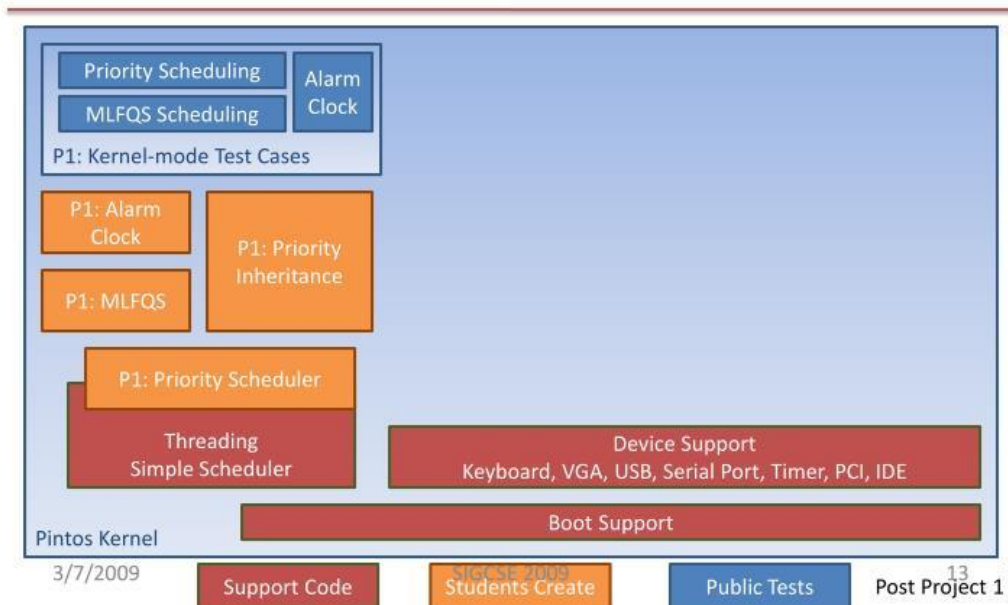 Priority Scheduling
MLFQS Scheduling
Alarm
Clock
P1: Kernel-mode Test Cases
P1: Alarm
Clock
P1: Priority
Inheritance
P1: MLFQS
P1: Priority Scheduler
Threading
Simple Scheduler
Device Support
Keyboard, VGA, USB, Serial Port, Timer, PCI, IDE
Boot Support
Pintos Kernel
3/7/2009
SIGCSE 2009
13
Support Code
Students Create
Public Tests
Post Project 1